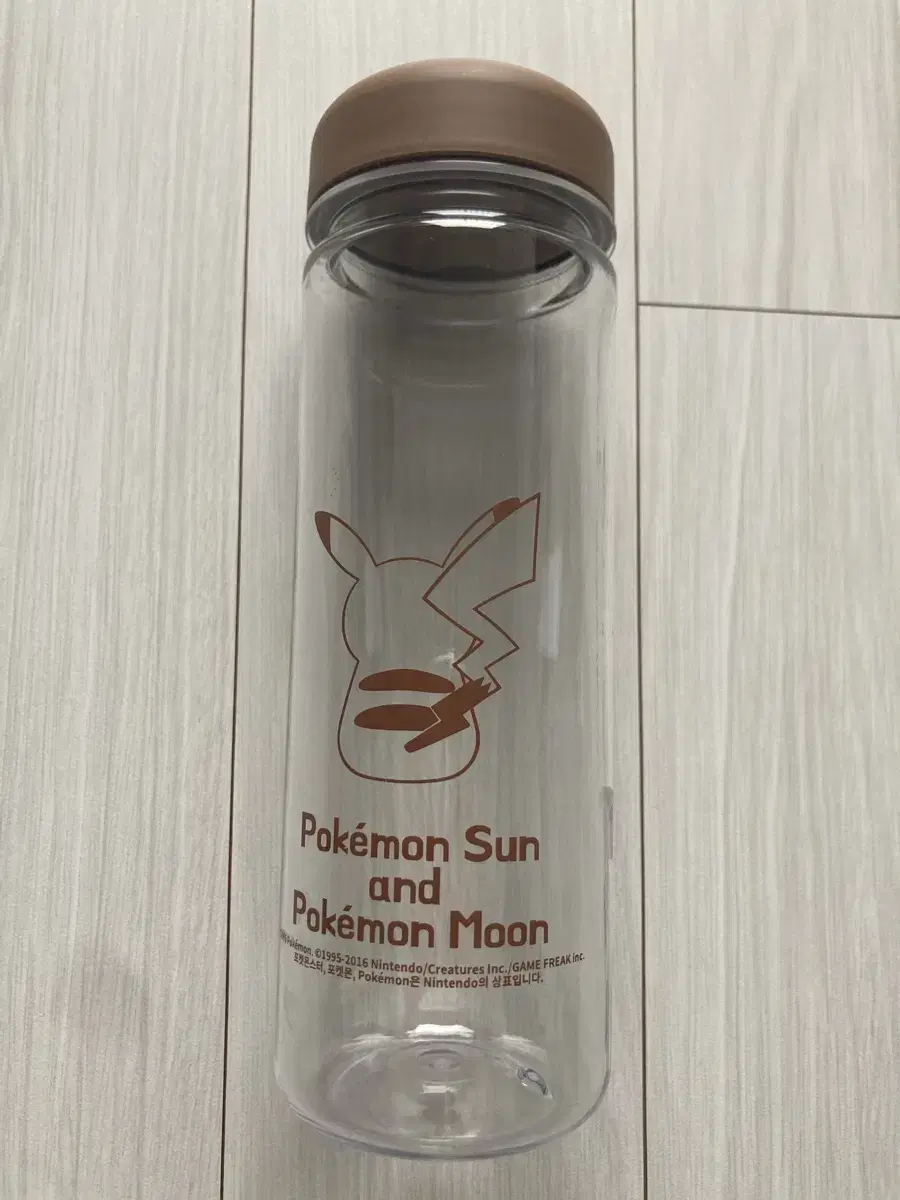 Pokémon Sun
and
Pokémon Moon
Pokémon. ©1995-2016 Nintendo/Creatures Inc./GAME FREAK inc.
포켓몬스터, 포켓몬, Pokémon은 Nintendo의 상표입니다.